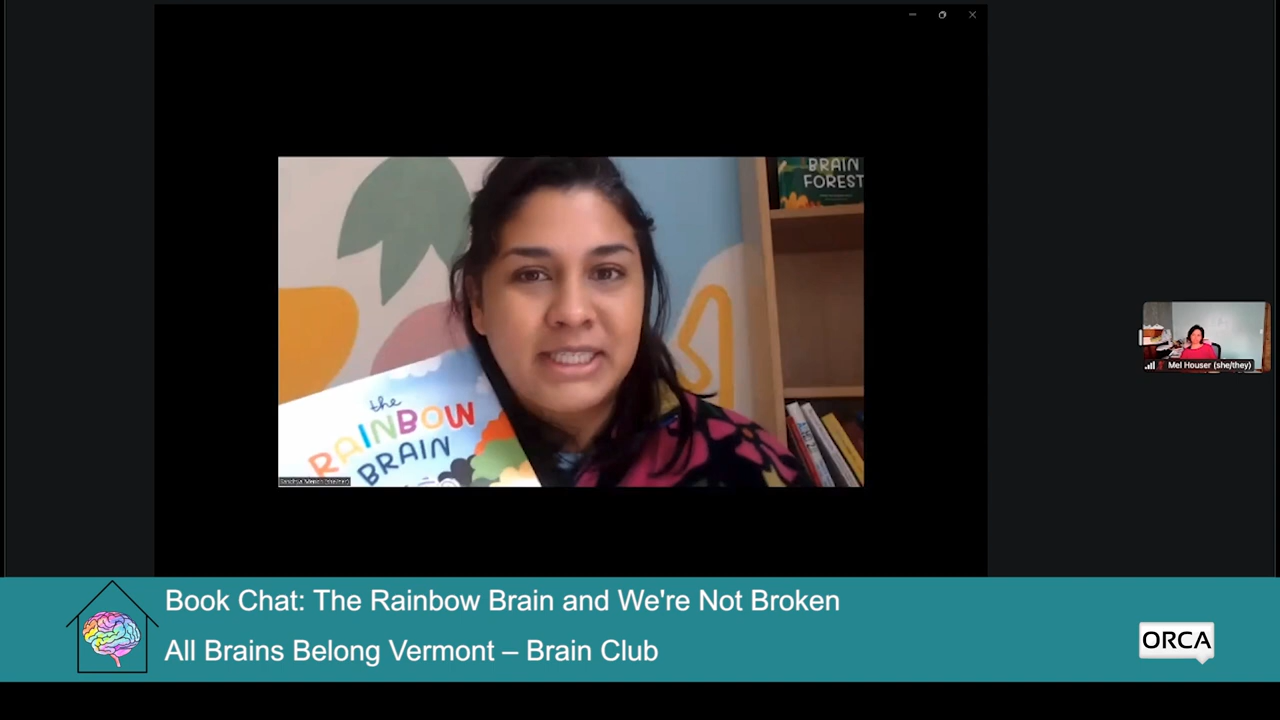 BRAIN
FOREST
the
RAINBOW
BRAIN
Mel Houser (she/they)
Book Chat: The Rainbow Brain and We're Not Broken
All Brains Belong Vermont – Brain Club
ORCA